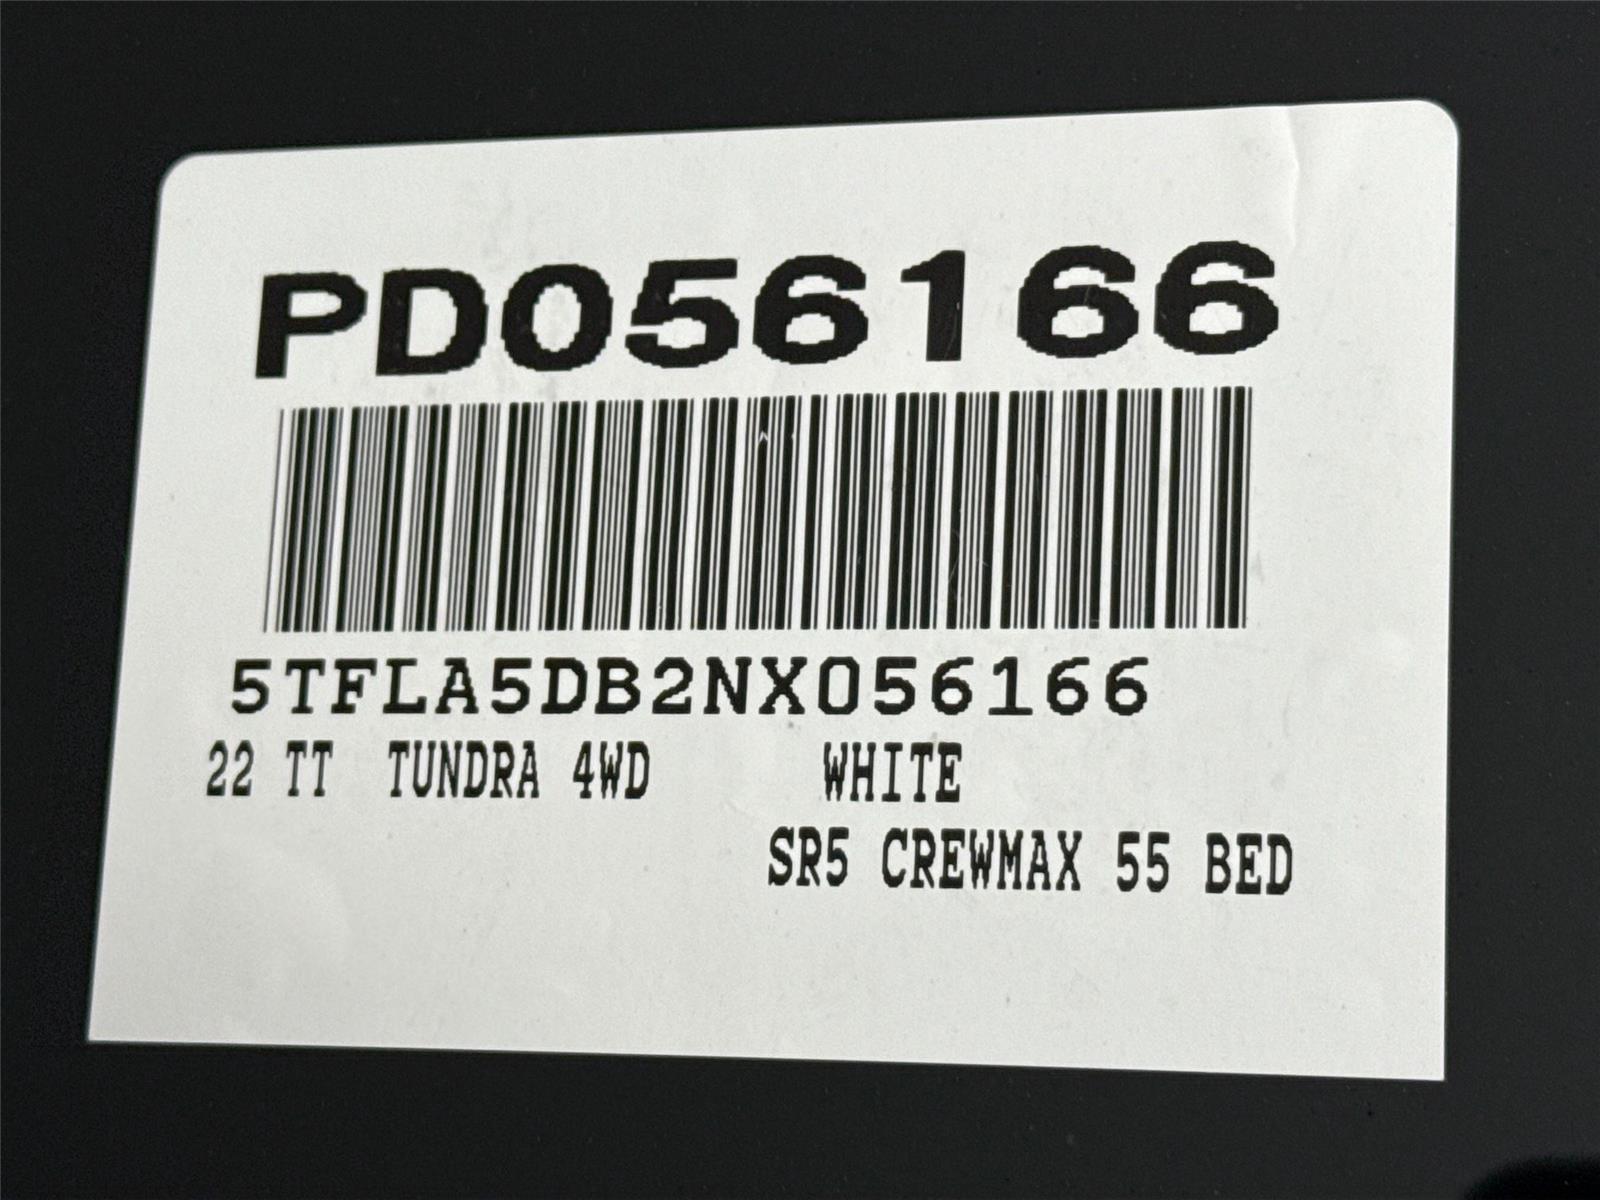 PD056166
5TFLA5DB2NX056166
22 TT TUNDRA 4WD WHITE
SR5 CREWMAX 55 BED